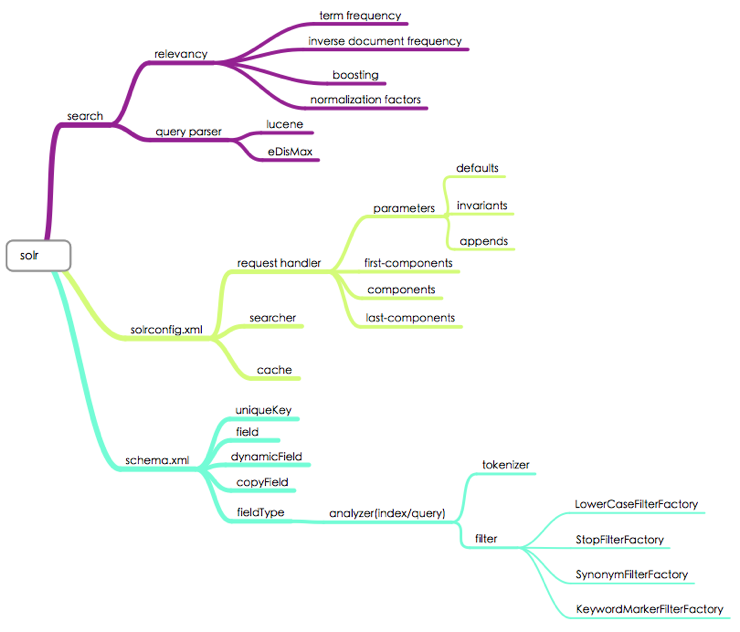 term frequency
inverse document frequency
relevancy
boosting
normalization factors
search
lucene
query parser
eDisMax
defaults
parameters
invariants
appends
solr
request handler
first-components
components
last-components
searcher
solrconfig.xml
cache
uniqueKey
field
dynamicField
schema.xml
copyField
fieldType
analyzer(index/query)
tokenizer
filter
LowerCaseFilterFactory
StopFilterFactory
SynonymFilterFactory
KeywordMarkerFilterFactory